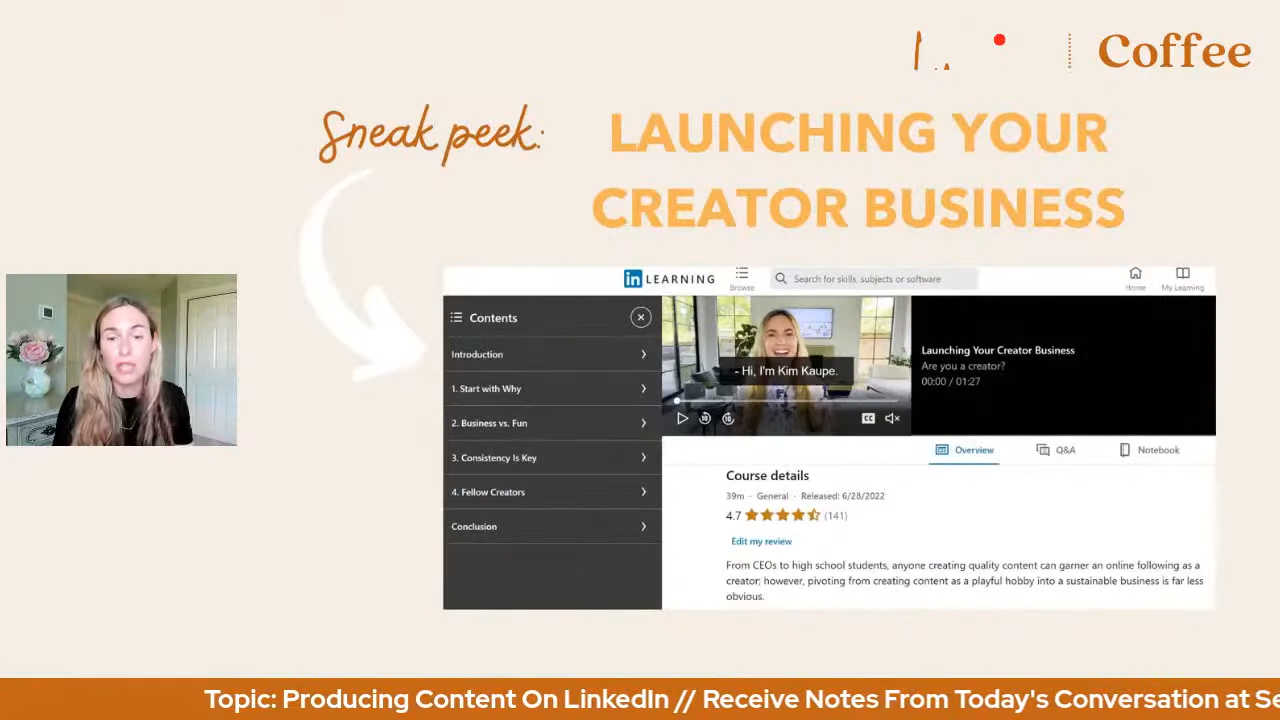 Coffee
Sneak peek:
LAUNCHING YOUR
CREATOR BUSINESS
in LEARNING
Browse
Search for skills, subjects or software
Home
My Learning
Contents
Introduction
1. Start with Why
2. Business vs. Fun
3. Consistency Is Key
4. Fellow Creators
Conclusion
- Hi, I'm Kim Kaupe.
10
10
CC
Launching Your Creator Business
Are you a creator?
00:00 / 01:27
Overview
Q&A
Notebook
Course details
39m · General · Released: 6/28/2022
4.7 (141)
Edit my review
From CEOs to high school students, anyone creating quality content can garner an online following as a
creator; however, pivoting from creating content as a playful hobby into a sustainable business is far less
obvious.
Topic: Producing Content On LinkedIn // Receive Notes From Today's Conversation at Se